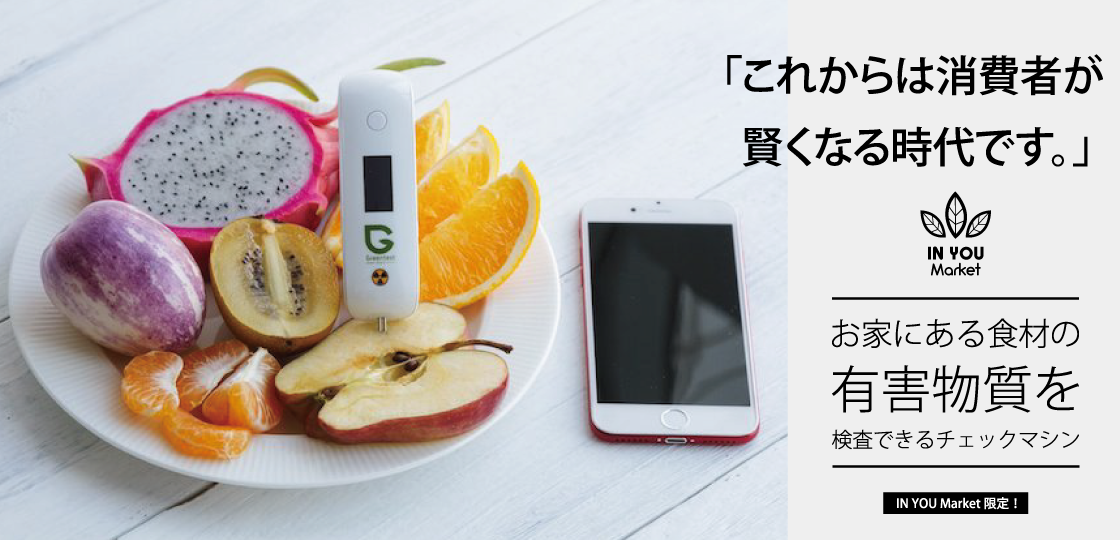 「これからは消費者が
賢くなる時代です。」
IN YOU
Market
お家にある食材の
有害物質を
検査できるチェックマシン
IN YOU Market 限定！
Greentest